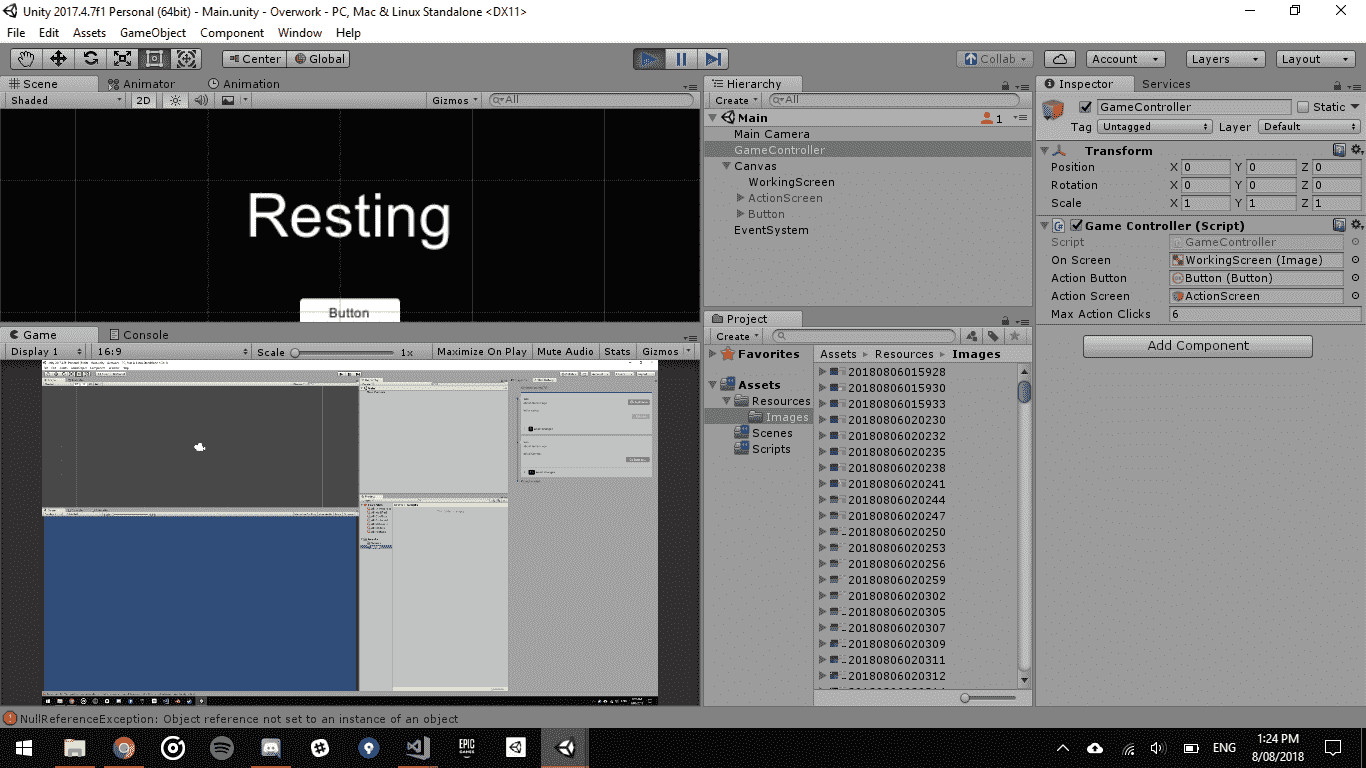 Unity 2017.4.7f1 Personal (64bit) - Main.unity - Overwork - PC, Mac & Linux Standalone <DX11>
File Edit Assets GameObject Component Window Help
Center Global Collab Account Layers Layout
Scene Animator Animation
Shaded 2D Gizmos All
Resting
Button
Game Console
Display 1 16:9 Scale 1x Maximize On Play Mute Audio Stats Gizmos
Hierarchy
Create All
Main 1
Main Camera
GameController
Canvas
WorkingScreen
ActionScreen
Button
EventSystem
Project
Create
Favorites
Assets
Resources
Images
Scenes
Scripts
Assets Resources Images
20180806015928
20180806015930
20180806015933
20180806020230
20180806020232
20180806020235
20180806020238
20180806020241
20180806020244
20180806020247
20180806020250
20180806020253
20180806020256
20180806020259
20180806020302
20180806020305
20180806020307
20180806020309
20180806020311
20180806020312
Inspector Services
GameController Static
Tag Untagged Layer Default
Transform
Position X 0 Y 0 Z 0
Rotation X 0 Y 0 Z 0
Scale X 1 Y 1 Z 1
Game Controller (Script)
Script GameController
On Screen WorkingScreen (Image)
Action Button Button (Button)
Action Screen ActionScreen
Max Action Clicks 6
Add Component
NullReferenceException: Object reference not set to an instance of an object
EPIC GAMES
ENG
1:24 PM
8/08/2018